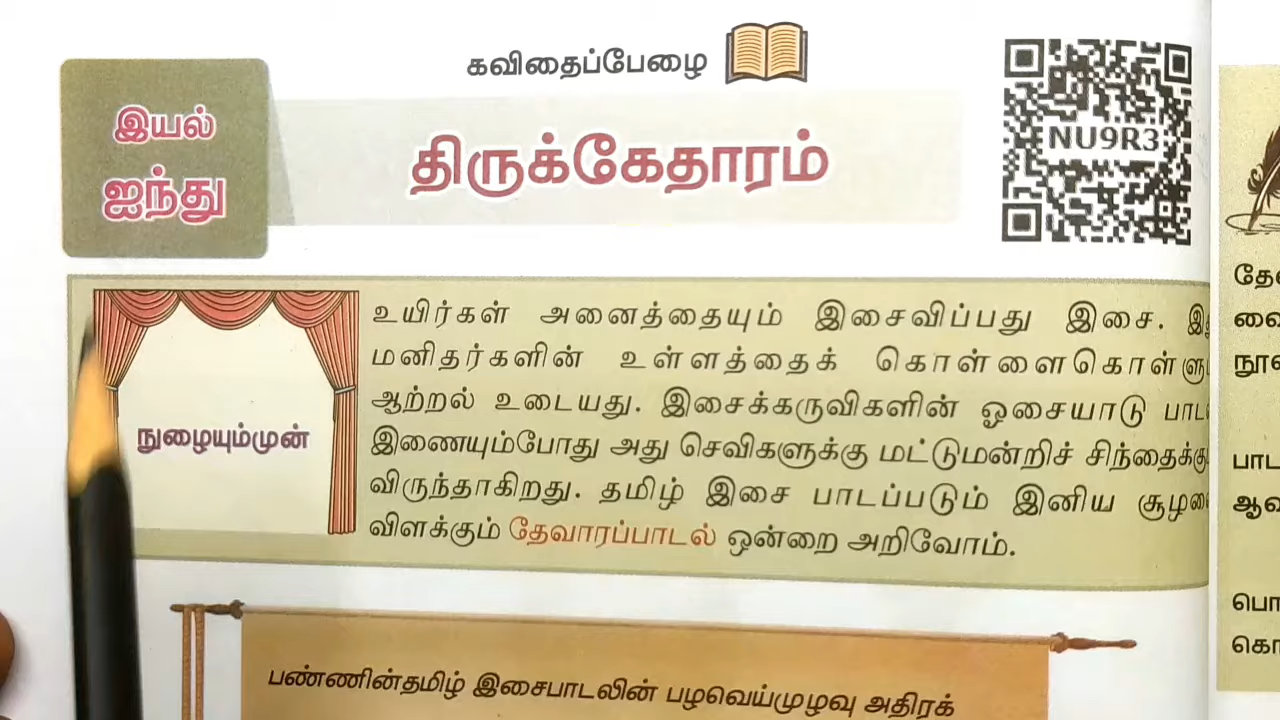 கவிதைப்பேழை
இயல்
ஐந்து
திருக்கேதாரம்
NU9R3
நுழையும்முன்
உயிர்கள் அனைத்தையும் இசைவிப்பது இசை.
மனிதர்களின் உள்ளத்தைக்
ஆற்றல் உடையது. இசைக்கருவிகளின் ஓசையோடு
இணையும்போது அது செவிகளுக்கு மட்டுமன்றிச்
விருந்தாகிறது. தமிழ் இசை பாடப்படும் இனிய
விளக்கும் தேவாரப்பாடல் ஒன்றை அறிவோம்.
பண்ணின்தமிழ் இசைபாடலின் பழவெய்முழவு அதிரக்